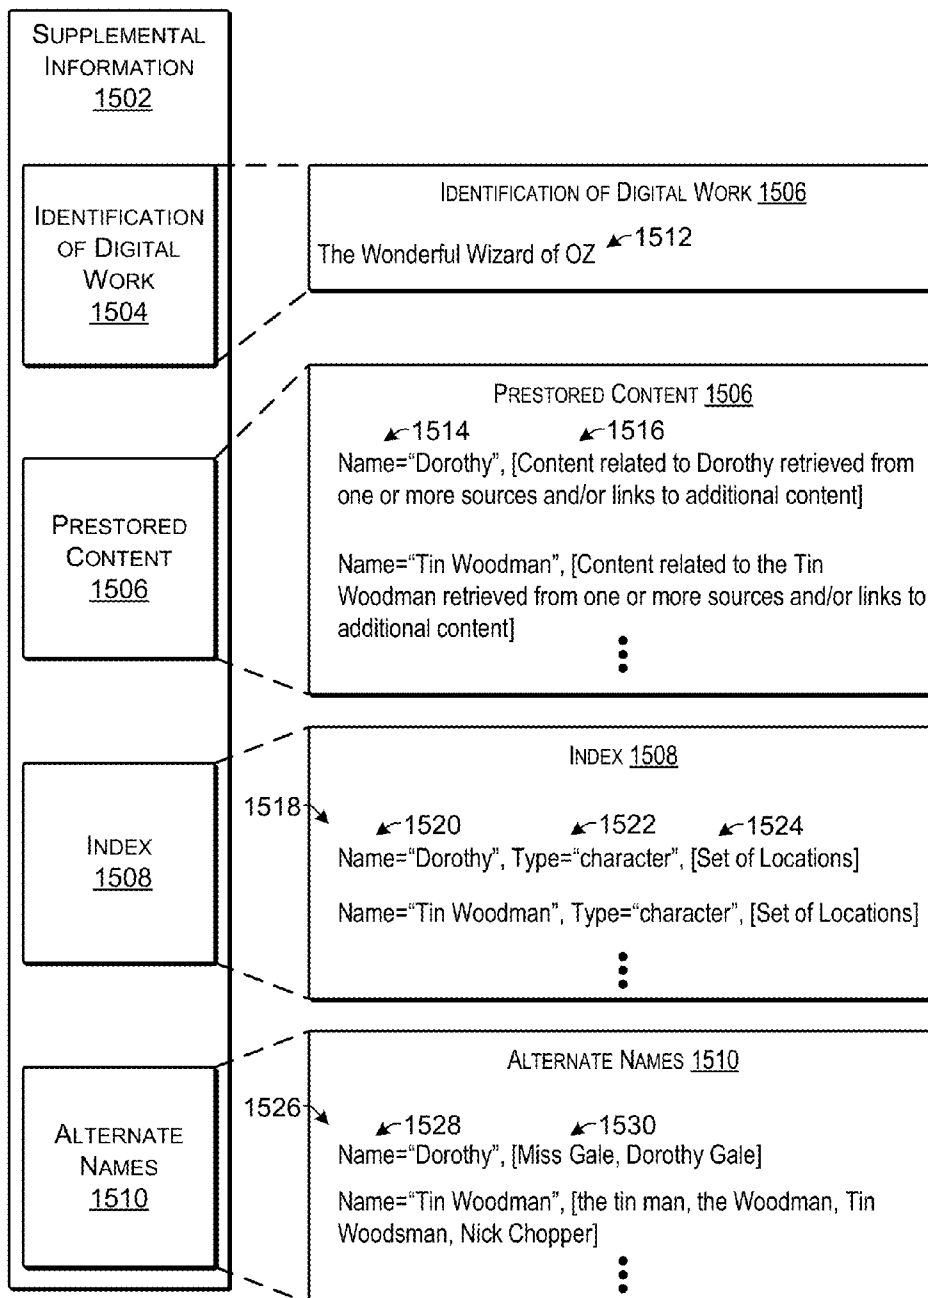 SUPPLEMENTAL
INFORMATION
1502
IDENTIFICATION
OF DIGITAL
WORK
1504
IDENTIFICATION OF DIGITAL WORK 1506
1512
The Wonderful Wizard of OZ
PRESTORED
CONTENT
1506
PRESTORED CONTENT 1506
1514 1516
Name="Dorothy", [Content related to Dorothy retrieved from
one or more sources and/or links to additional content]
Name="Tin Woodman", [Content related to the Tin
Woodman retrieved from one or more sources and/or links to
additional content]
INDEX
1508
INDEX 1508
1518
1520 1522 1524
Name="Dorothy", Type="character", [Set of Locations]
Name="Tin Woodman", Type="character", [Set of Locations]
ALTERNATE
NAMES
1510
ALTERNATE NAMES 1510
1526
1528 1530
Name="Dorothy", [Miss Gale, Dorothy Gale]
Name="Tin Woodman", [the tin man, the Woodman, Tin
Woodsman, Nick Chopper]